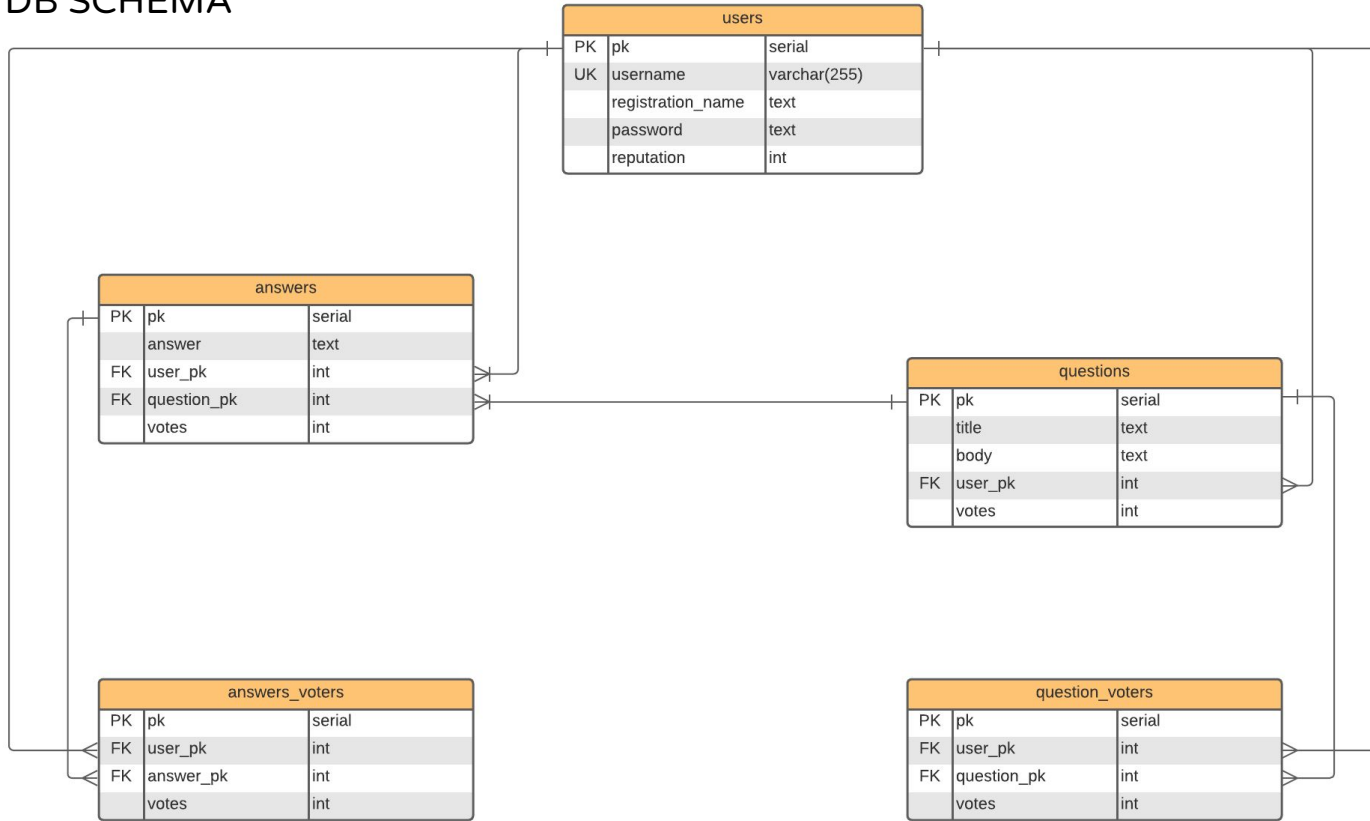 DB SCHEMA
users
PK pk serial
UK username varchar(255)
registration_name text
password text
reputation int
answers
PK pk serial
answer text
FK user_pk int
FK question_pk int
votes int
questions
PK pk serial
title text
body text
FK user_pk int
votes int
answers_voters
PK pk serial
FK user_pk int
FK answer_pk int
votes int
question_voters
PK pk serial
FK user_pk int
FK question_pk int
votes int